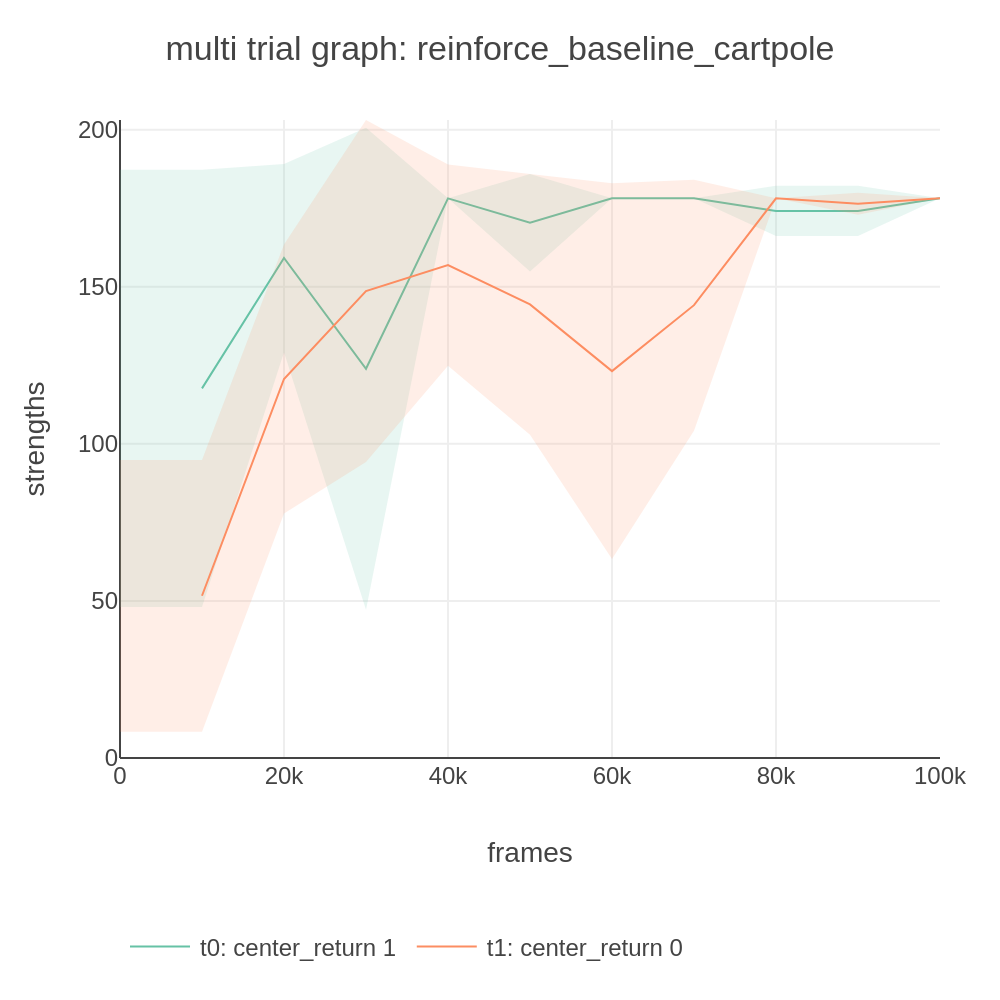 multi trial graph: reinforce_baseline_cartpole
200
150
100
50
0
strengths
0 20k 40k 60k 80k 100k
frames
t0: center_return 1 t1: center_return 0